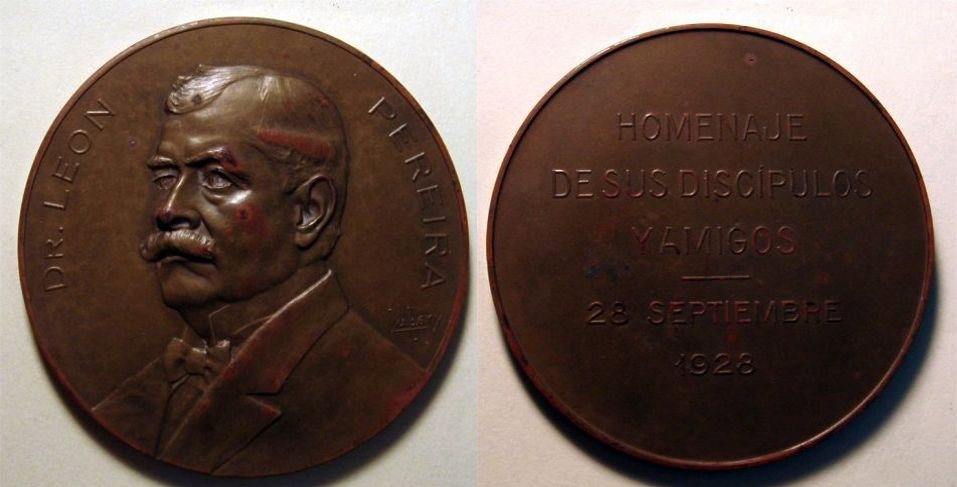 DR. LEON PEREIRA
HOMENAJE
DE SUS DISCÍPULOS
Y AMIGOS
28 SEPTIEMBRE
1928